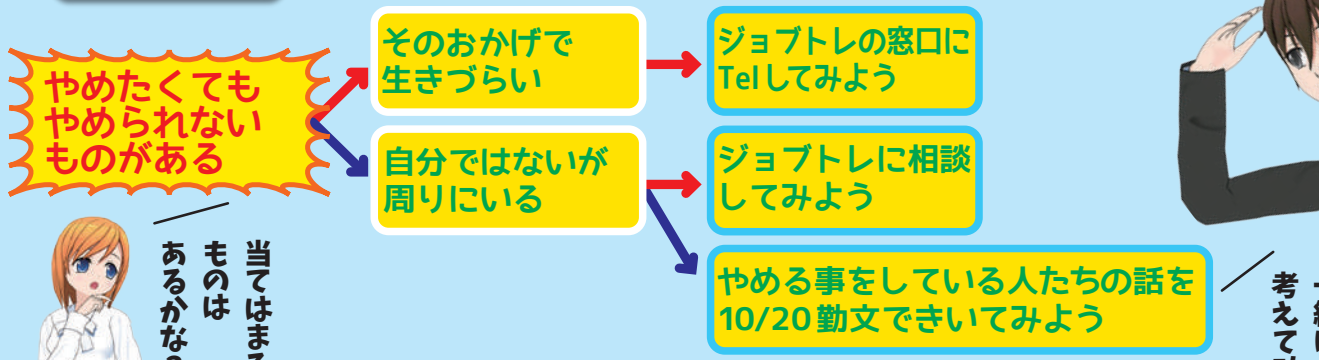 やめたくても
やめられない
ものがある
そのおかげで
生きづらい
ジョブトレの窓口に
Telしてみよう
自分ではないが
周りにいる
ジョブトレに相談
してみよう
やめる事をしている人たちの話を
10/20 勤文できいてみよう
当てはまる
ものは
あるかな
考えて